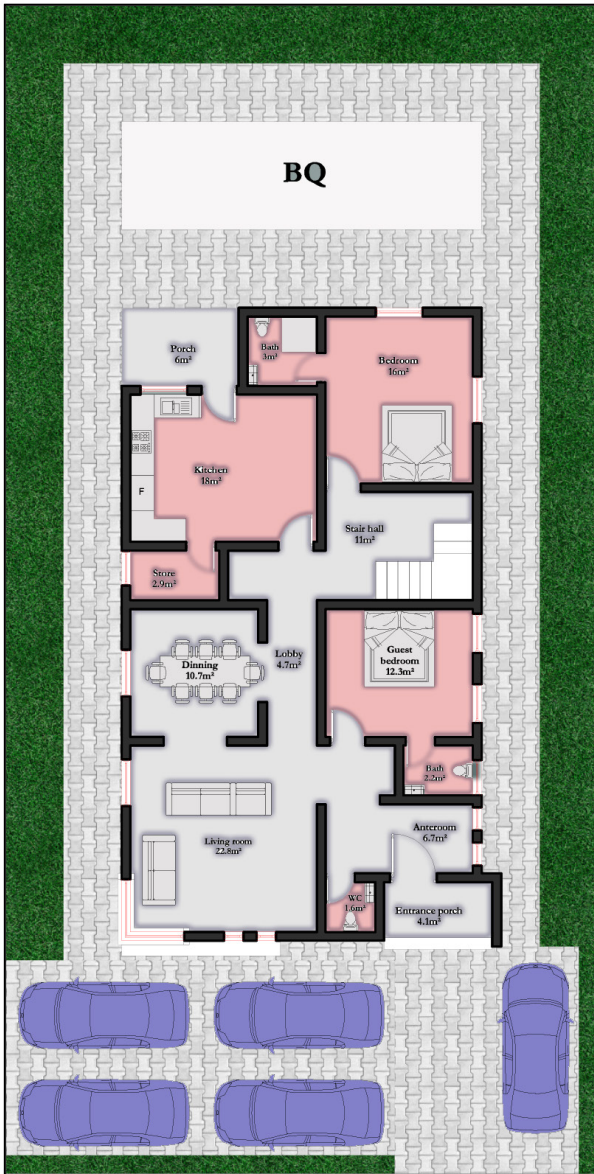 BQ
Porch
6m²
Bath
3m²
Bedroom
16m²
Kitchen
18m²
F
Stair hall
11m²
Store
2.9m²
Lobby
4.7m²
Dinning
10.7m²
Guest
bedroom
12.3m²
Bath
2.2m²
Living room
22.8m²
Anteroom
6.7m²
WC
1.6m²
Entrance porch
4.1m²